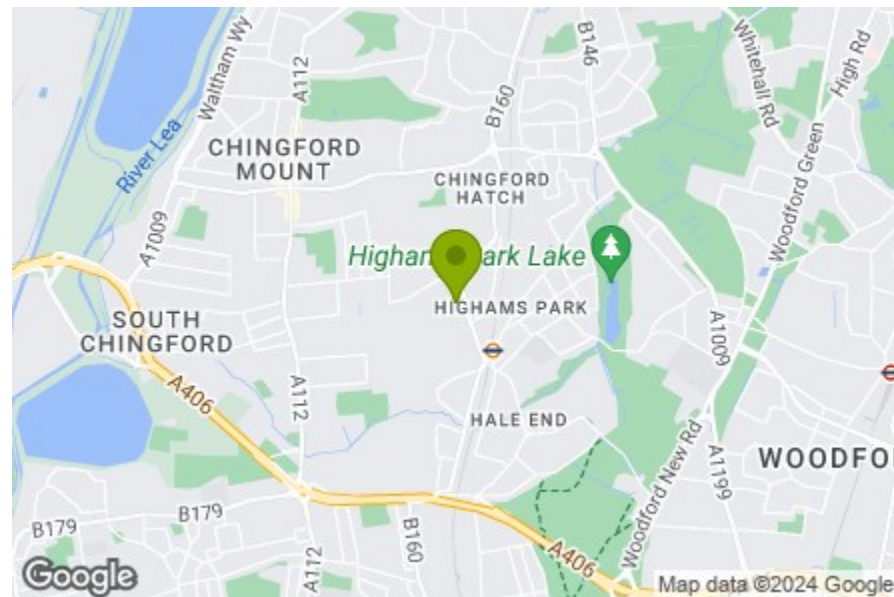 Waltham Wy
A112
B160
B146
Whitehall Rd
High Rd
River Lea
CHINGFORD
MOUNT
CHINGFORD
HATCH
Woodford Green
A1009
Park Lake
HIGHAMS PARK
SOUTH
CHINGFORD
A1009
A406
A112
HALE END
Woodford New Rd
A1199
WOODFO
B179
B179
A112
B160
A406
Google
Map data ©2024 Google